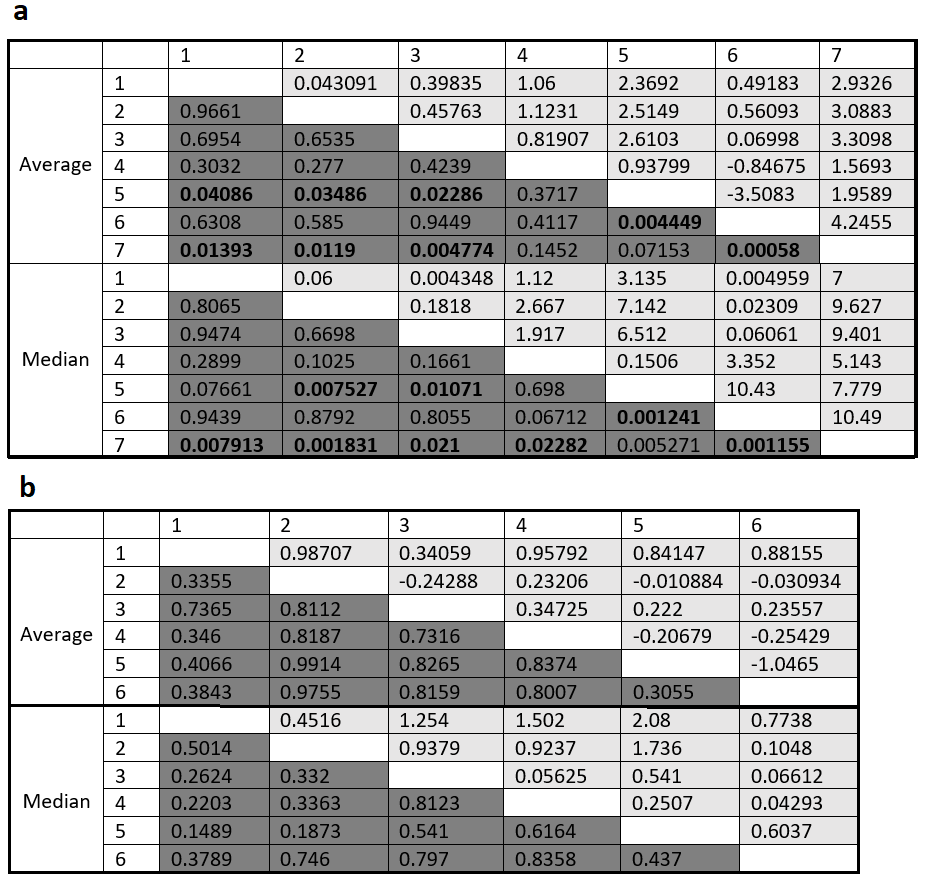 a
1 2 3 4 5 6 7
1 0.043091 0.39835 1.06 2.3692 0.49183 2.9326
2 0.9661 0.45763 1.1231 2.5149 0.56093 3.0883
3 0.6954 0.6535 0.81907 2.6103 0.06998 3.3098
Average 4 0.3032 0.277 0.4239 0.93799 -0.84675 1.5693
5 0.04086 0.03486 0.02286 0.3717 -3.5083 1.9589
6 0.6308 0.585 0.9449 0.4117 0.004449 4.2455
7 0.01393 0.0119 0.004774 0.1452 0.07153 0.00058
1 0.06 0.004348 1.12 3.135 0.004959 7
2 0.8065 0.1818 2.667 7.142 0.02309 9.627
3 0.9474 0.6698 1.917 6.512 0.06061 9.401
Median 4 0.2899 0.1025 0.1661 0.1506 3.352 5.143
5 0.07661 0.007527 0.01071 0.698 10.43 7.779
6 0.9439 0.8792 0.8055 0.06712 0.001241 10.49
7 0.007913 0.001831 0.021 0.02282 0.005271 0.001155
b
1 2 3 4 5 6
1 0.98707 0.34059 0.95792 0.84147 0.88155
2 0.3355 -0.24288 0.23206 -0.010884 -0.030934
3 0.7365 0.8112 0.34725 0.222 0.23557
Average 4 0.346 0.8187 0.7316 -0.20679 -0.25429
5 0.4066 0.9914 0.8265 0.8374 -1.0465
6 0.3843 0.9755 0.8159 0.8007 0.3055
1 0.4516 1.254 1.502 2.08 0.7738
2 0.5014 0.9379 0.9237 1.736 0.1048
3 0.2624 0.332 0.05625 0.541 0.06612
Median 4 0.2203 0.3363 0.8123 0.2507 0.04293
5 0.1489 0.1873 0.541 0.6164 0.6037
6 0.3789 0.746 0.797 0.8358 0.437